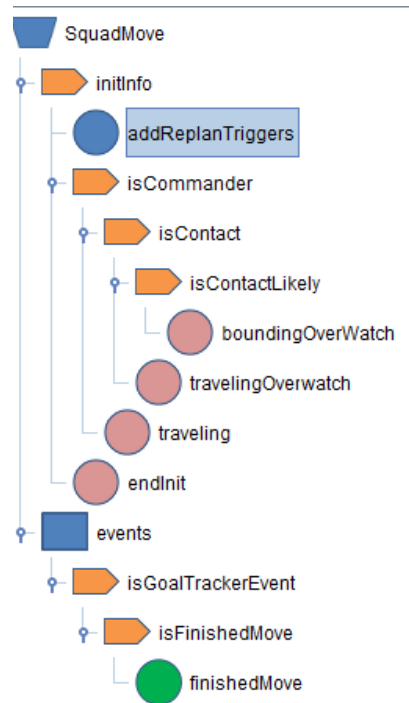 SquadMove
initInfo
addReplanTriggers
isCommander
isContact
isContactLikely
boundingOverWatch
travelingOverwatch
traveling
endInit
events
isGoalTrackerEvent
isFinishedMove
finishedMove